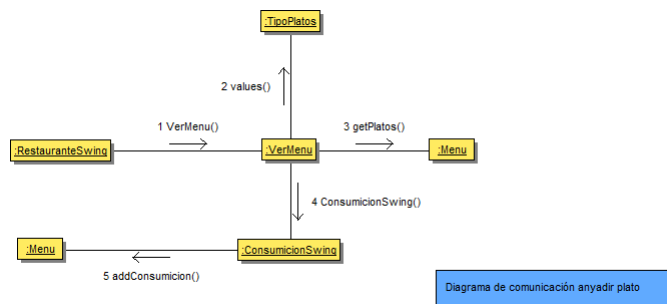 :TipoPlatos
2 values()
1 VerMenu()
3 getPlatos()
:RestauranteSwing
:VerMenu
:Menu
4 ConsumicionSwing()
:Menu
:ConsumicionSwing
5 addConsumicion()
Diagrama de comunicación anyadir plato